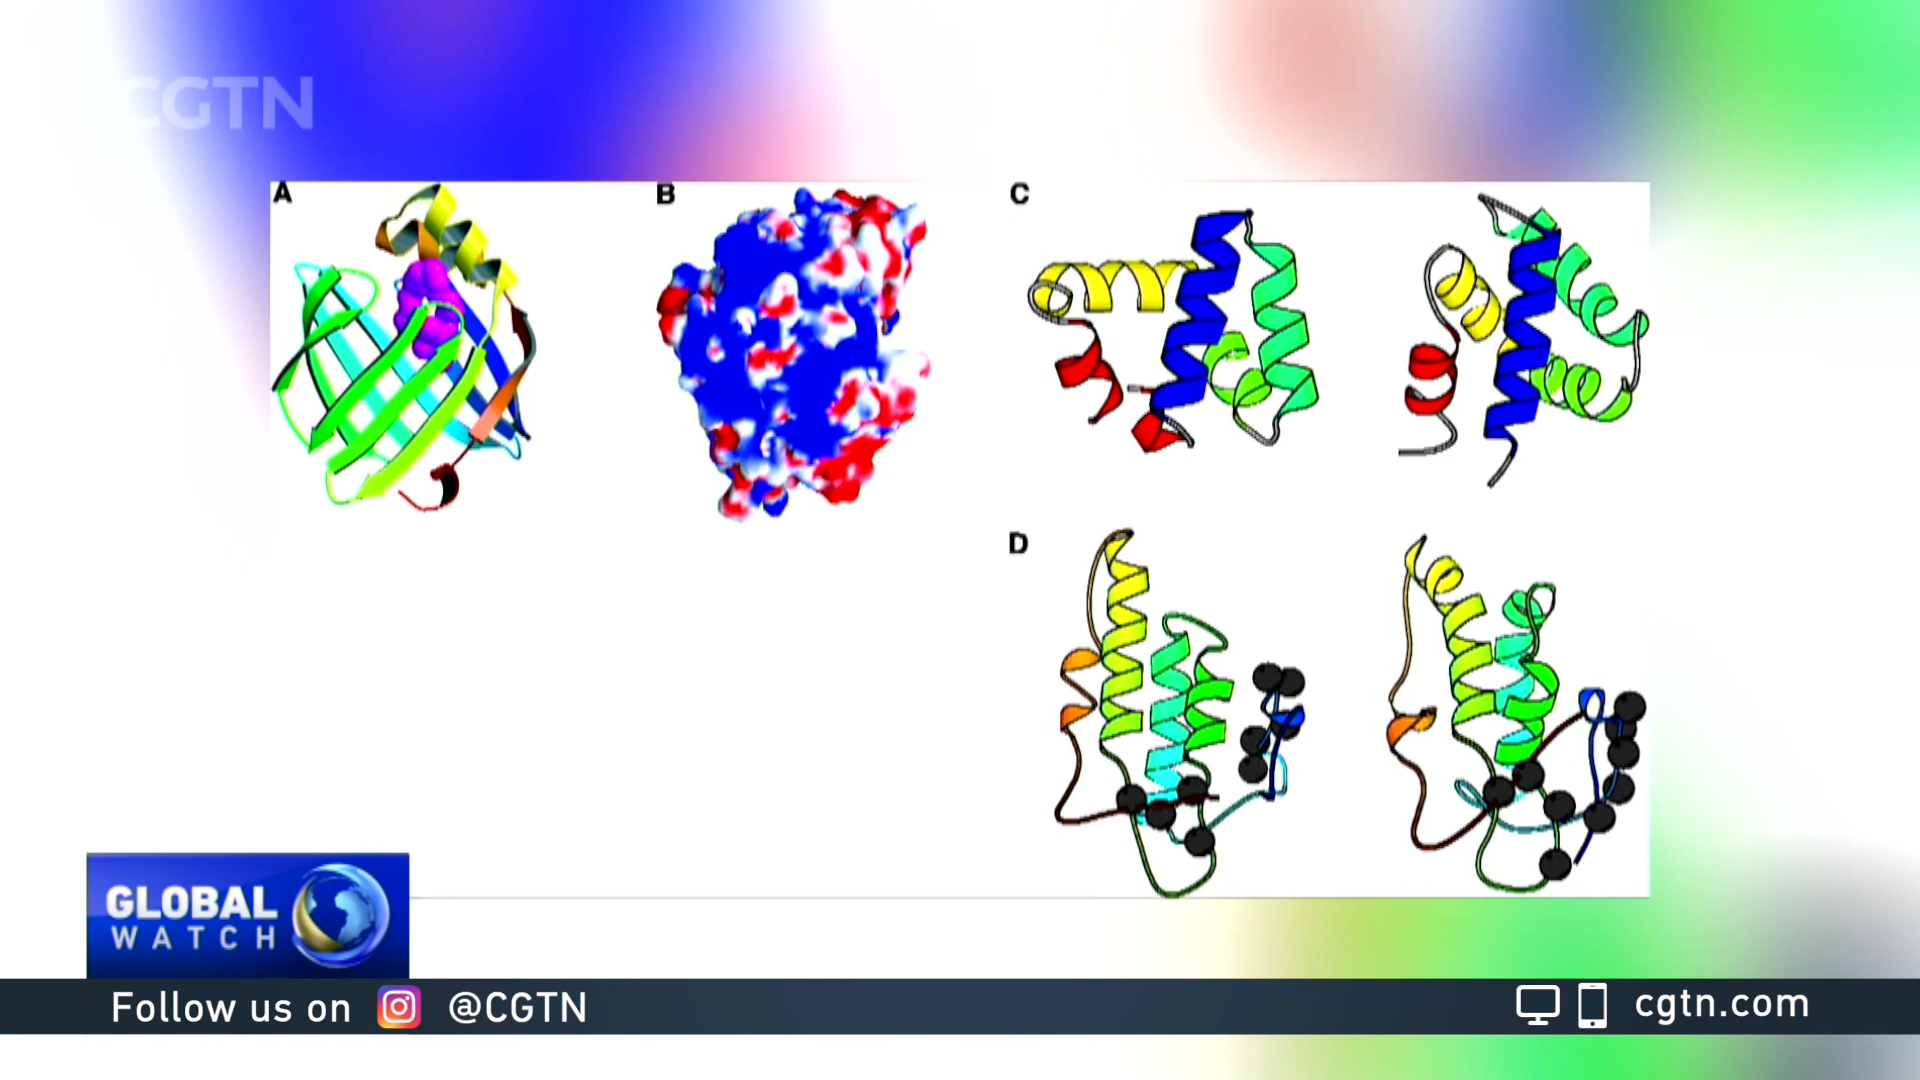 CGTN
A
B
C
D
GLOBAL
WATCH
Follow us on @CGTN
cgtn.com